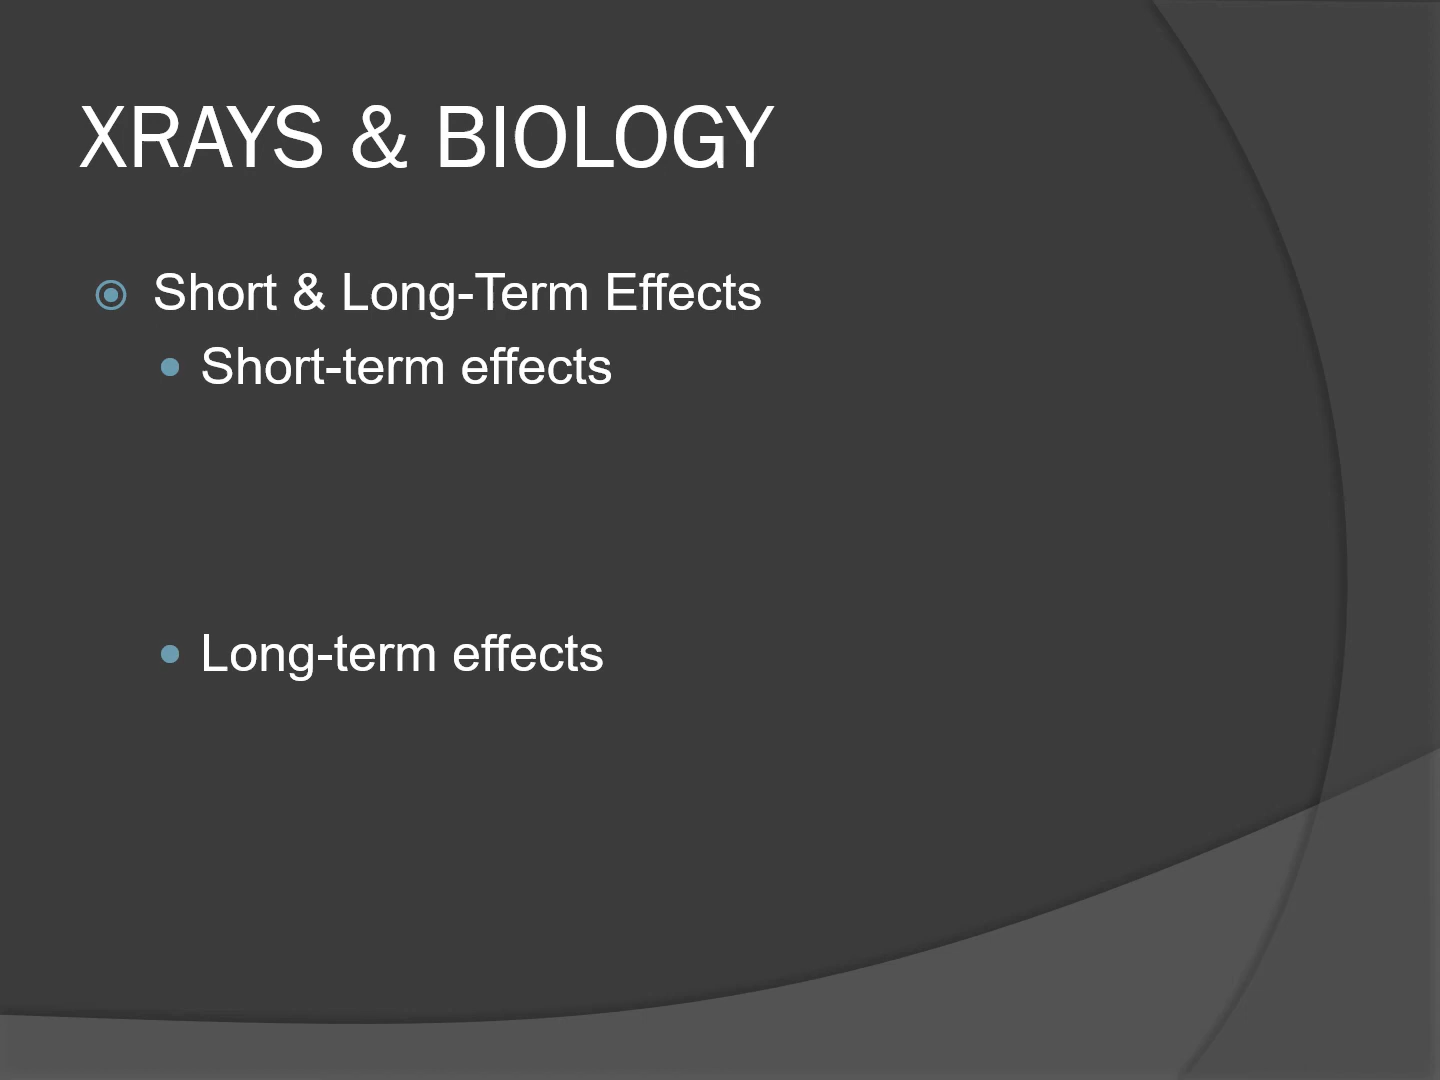 XRAYS & BIOLOGY
Short & Long-Term Effects
Short-term effects
Long-term effects